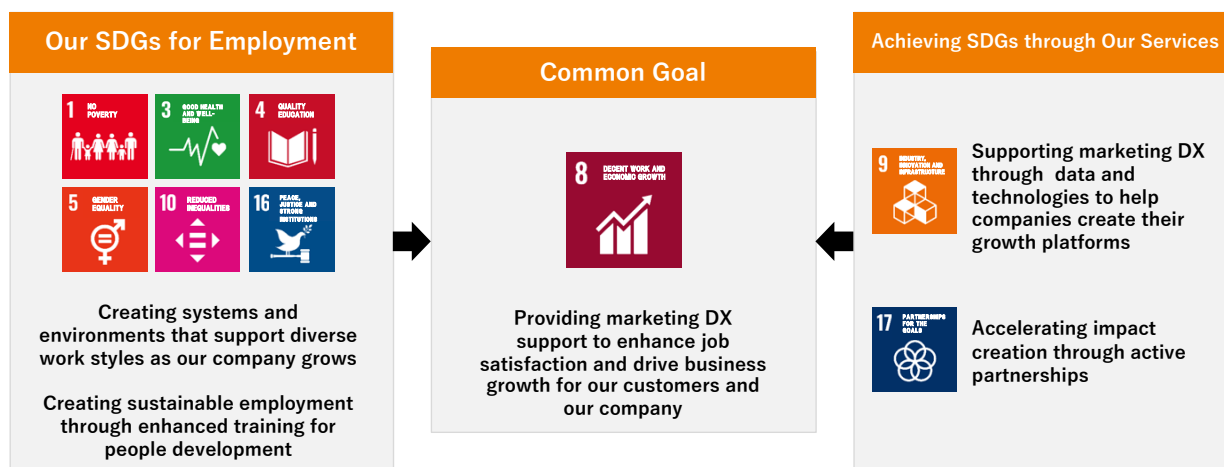 Our SDGs for Employment
1 NO
POVERTY
3 GOOD HEALTH
AND WELL-
BEING
4 QUALITY
EDUCATION
5 GENDER
EQUALITY
10 REDUCED
INEQUALITIES
16 PEACE,
JUSTICE AND
STRONG
INSTITUTIONS
Creating systems and
environments that support diverse
work styles as our company grows
Creating sustainable employment
through enhanced training for
people development
Common Goal
8 DECENT WORK AND
ECONOMIC GROWTH
Providing marketing DX
support to enhance job
satisfaction and drive business
growth for our customers and
our company
Achieving SDGs through Our Services
9 INDUSTRY,
INNOVATION AND
INFRASTRUCTURE
Supporting marketing DX
through data and
technologies to help
companies create their
growth platforms
17 PARTNERSHIPS
FOR THE
GOALS
Accelerating impact
creation through active
partnerships